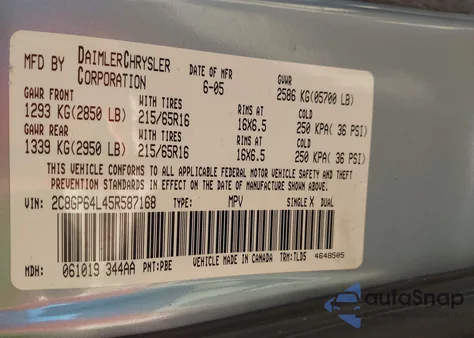 MFD BY DAIMLERCHRYSLER CORPORATION DATE OF MFR 6-05 GVWR 2586 KG(05700 LB)
GAWR FRONT WITH TIRES RIMS AT COLD
1293 KG(2850 LB) 215/65R16 16X6.5 250 KPA( 36 PSI)
GAWR REAR WITH TIRES RIMS AT COLD
1339 KG(2950 LB) 215/65R16 16X6.5 250 KPA( 36 PSI)
THIS VEHICLE CONFORMS TO ALL APPLICABLE FEDERAL MOTOR VEHICLE SAFETY, BUMPER AND THEFT
PREVENTION STANDARDS IN EFFECT ON THE DATE OF MANUFACTURE SHOWN ABOVE.
VIN: 2C8GP64L45R587168 TYPE: MPV SINGLE X DUAL
VEHICLE MADE IN CANADA 4648505
MDH: 061019 344AA PNT:PBE TRM:TLDS
autoSnap